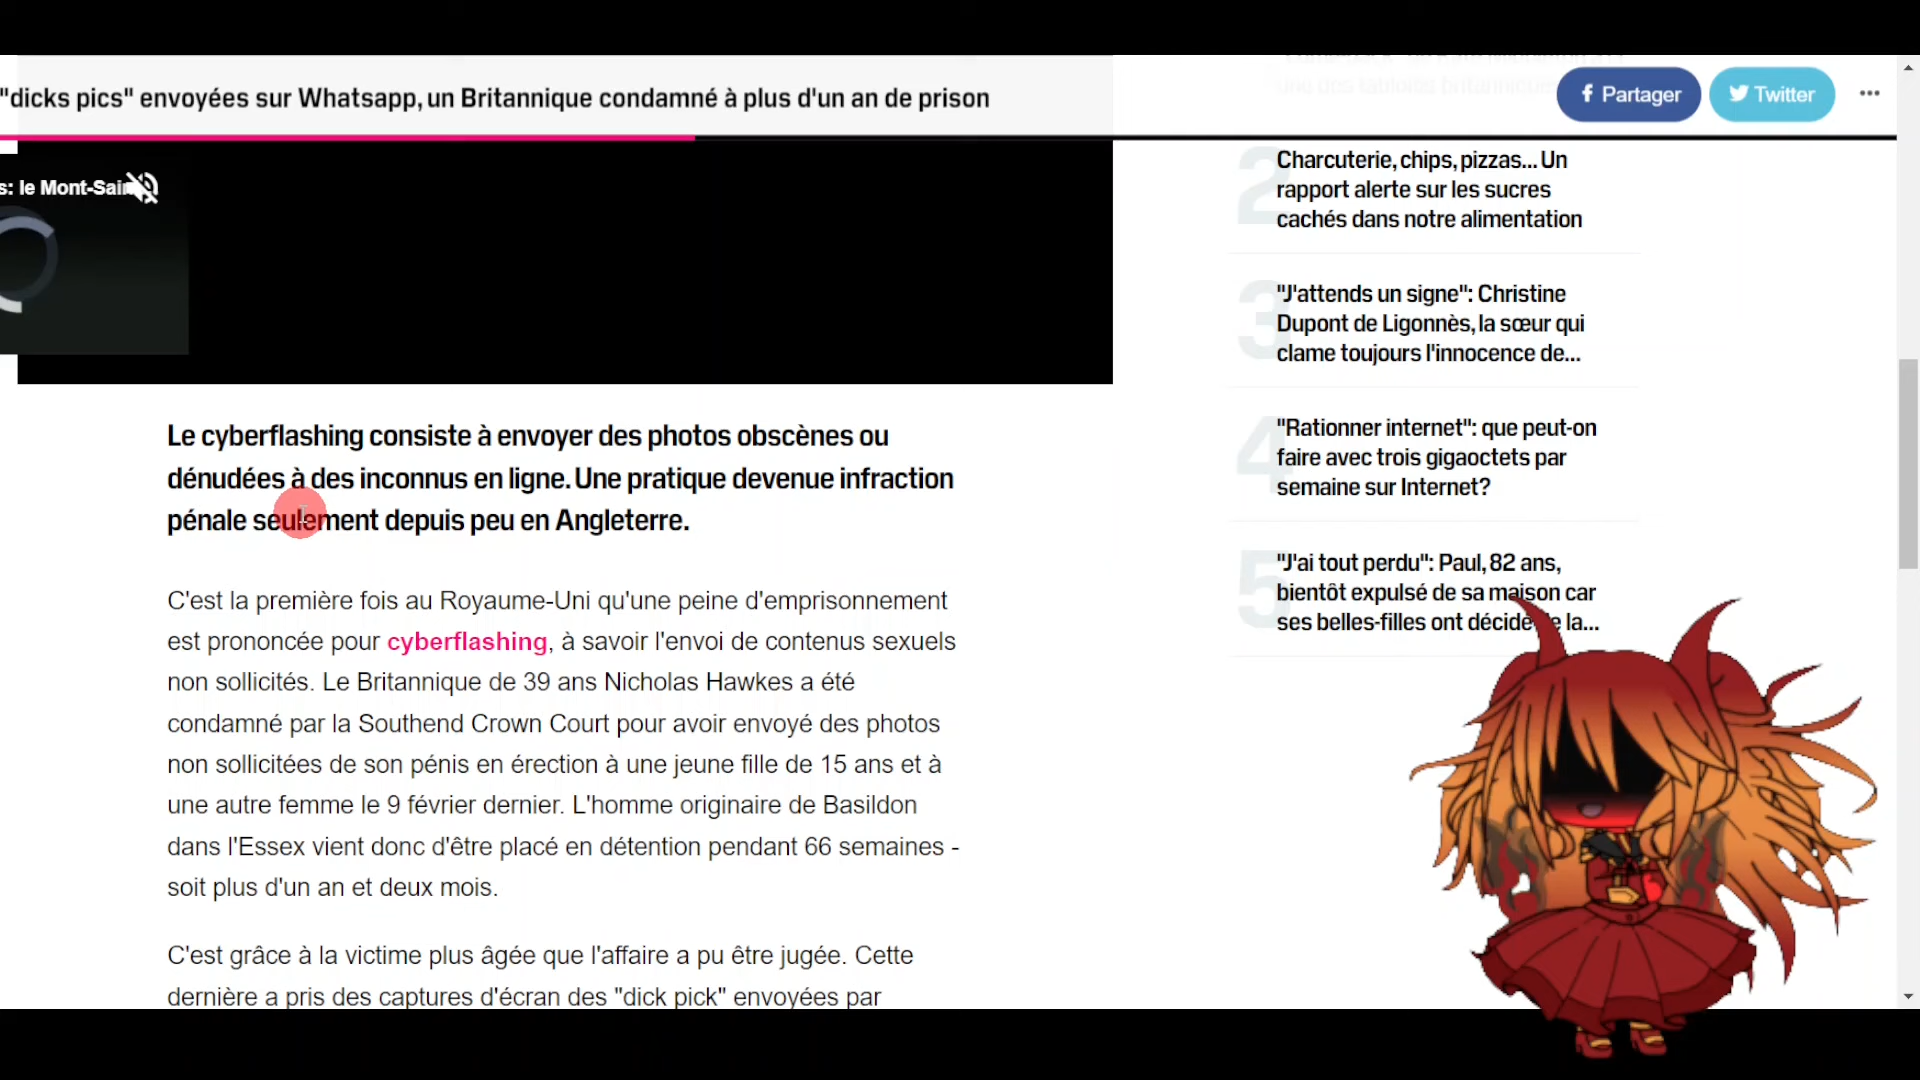 "dicks pics" envoyées sur Whatsapp, un Britannique condamné à plus d'un an de prison
Partager
Twitter
s: le Mont-Sain
Le cyberflashing consiste à envoyer des photos obscènes ou
dénudées à des inconnus en ligne. Une pratique devenue infraction
pénale seulement depuis peu en Angleterre.
C'est la première fois au Royaume-Uni qu'une peine d'emprisonnement
est prononcée pour cyberflashing, à savoir l'envoi de contenus sexuels
non sollicités. Le Britannique de 39 ans Nicholas Hawkes a été
condamné par la Southend Crown Court pour avoir envoyé des photos
non sollicitées de son pénis en érection à une jeune fille de 15 ans et à
une autre femme le 9 février dernier. L'homme originaire de Basildon
dans l'Essex vient donc d'être placé en détention pendant 66 semaines -
soit plus d'un an et deux mois.
C'est grâce à la victime plus âgée que l'affaire a pu être jugée. Cette
dernière a pris des captures d'écran des "dick pick" envoyées par
2
Charcuterie, chips, pizzas... Un
rapport alerte sur les sucres
cachés dans notre alimentation
3
"J'attends un signe": Christine
Dupont de Ligonnès, la sœur qui
clame toujours l'innocence de...
4
"Rationner internet": que peut-on
faire avec trois gigaoctets par
semaine sur Internet?
5
"J'ai tout perdu": Paul, 82 ans,
bientôt expulsé de sa maison car
ses belles-filles ont décidé la...